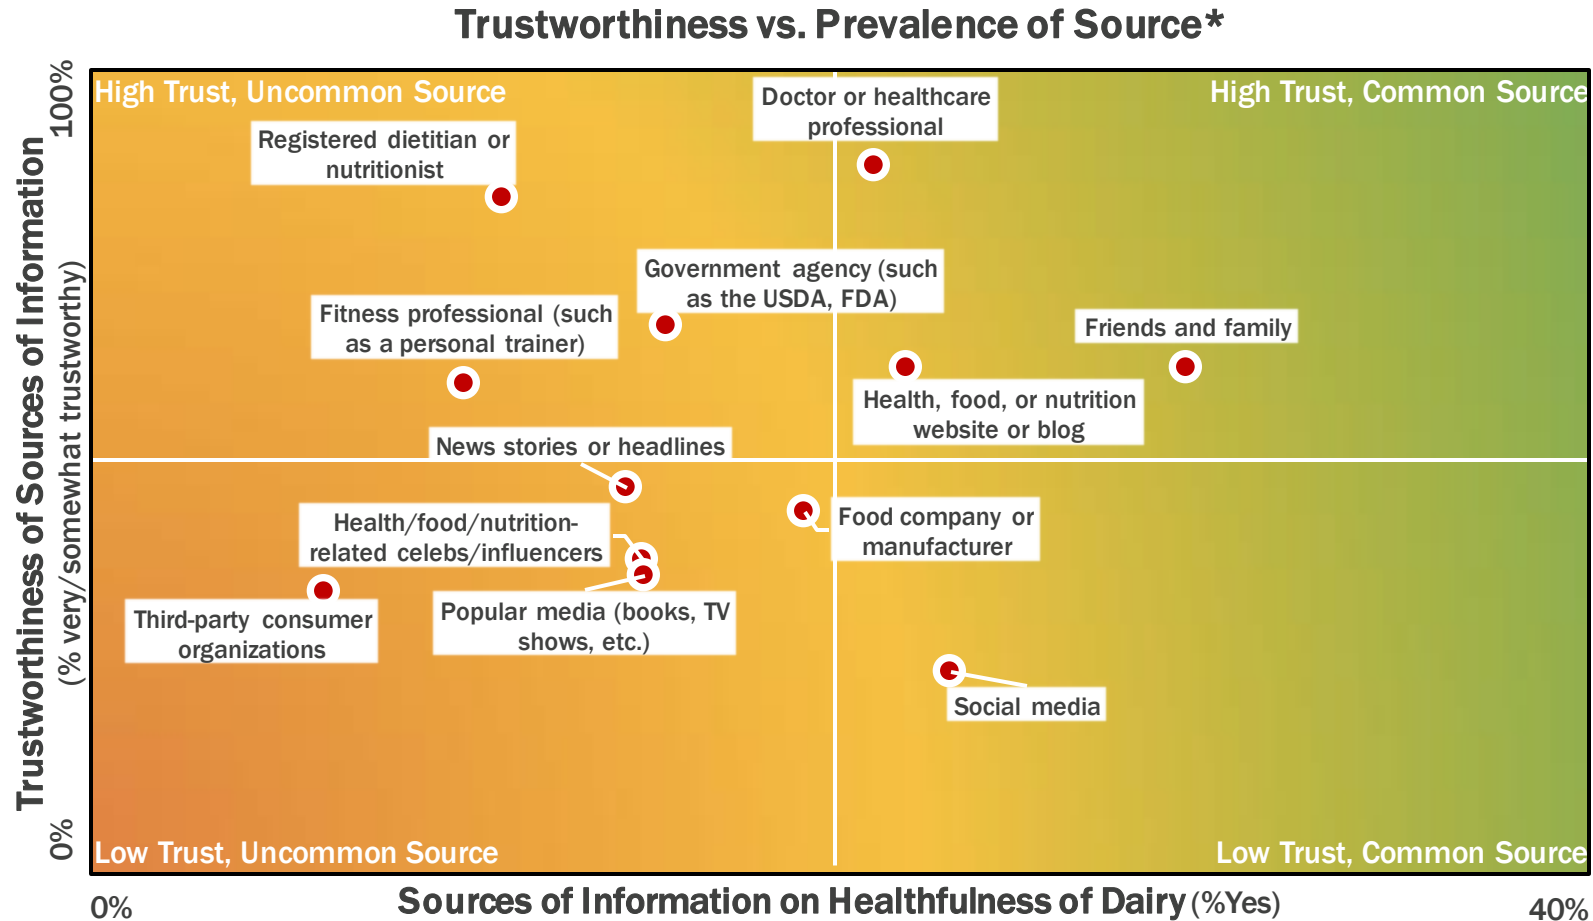 Trustworthiness vs. Prevalence of Source*
Trustworthiness of Sources of Information
(% very/somewhat trustworthy)
100%
0%
High Trust, Uncommon Source
High Trust, Common Source
Doctor or healthcare
professional
Registered dietitian or
nutritionist
Government agency (such
as the USDA, FDA)
Fitness professional (such
as a personal trainer)
Friends and family
Health, food, or nutrition
website or blog
News stories or headlines
Health/food/nutrition-
related celebs/influencers
Food company or
manufacturer
Third-party consumer
organizations
Popular media (books, TV
shows, etc.)
Social media
Low Trust, Uncommon Source
Low Trust, Common Source
0%
Sources of Information on Healthfulness of Dairy (%Yes)
40%